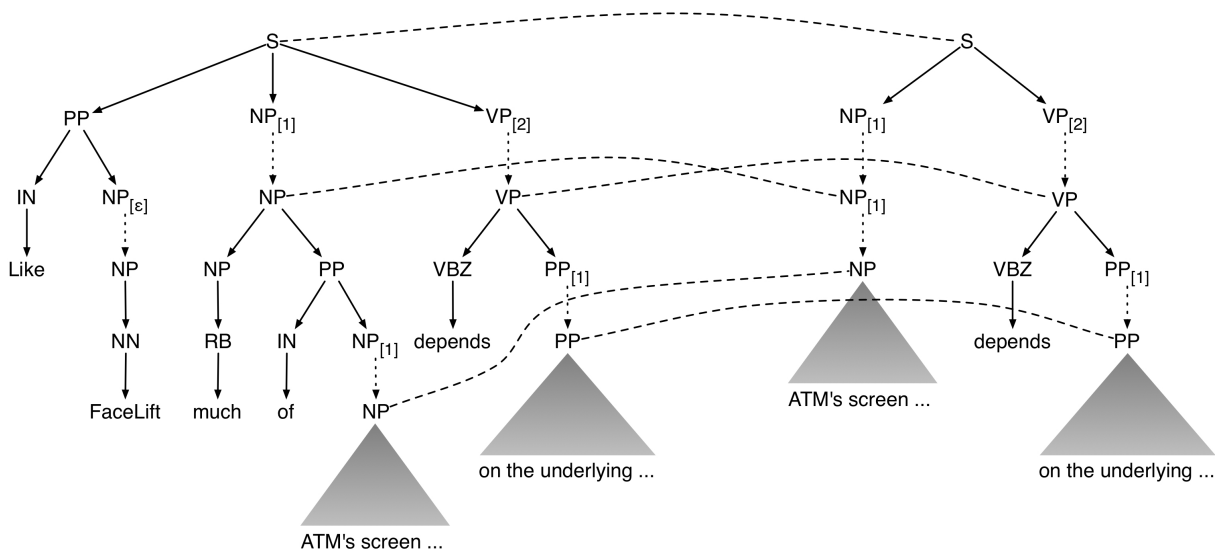 S S
PP NP[1] VP[2] NP[1] VP[2]
IN NP[ε] NP VP NP[1] VP
Like NP NP PP VBZ PP[1] NP VBZ PP[1]
NN RB IN NP[1] depends PP depends PP
FaceLift much of NP ATM's screen ...
on the underlying ... on the underlying ...
ATM's screen ...